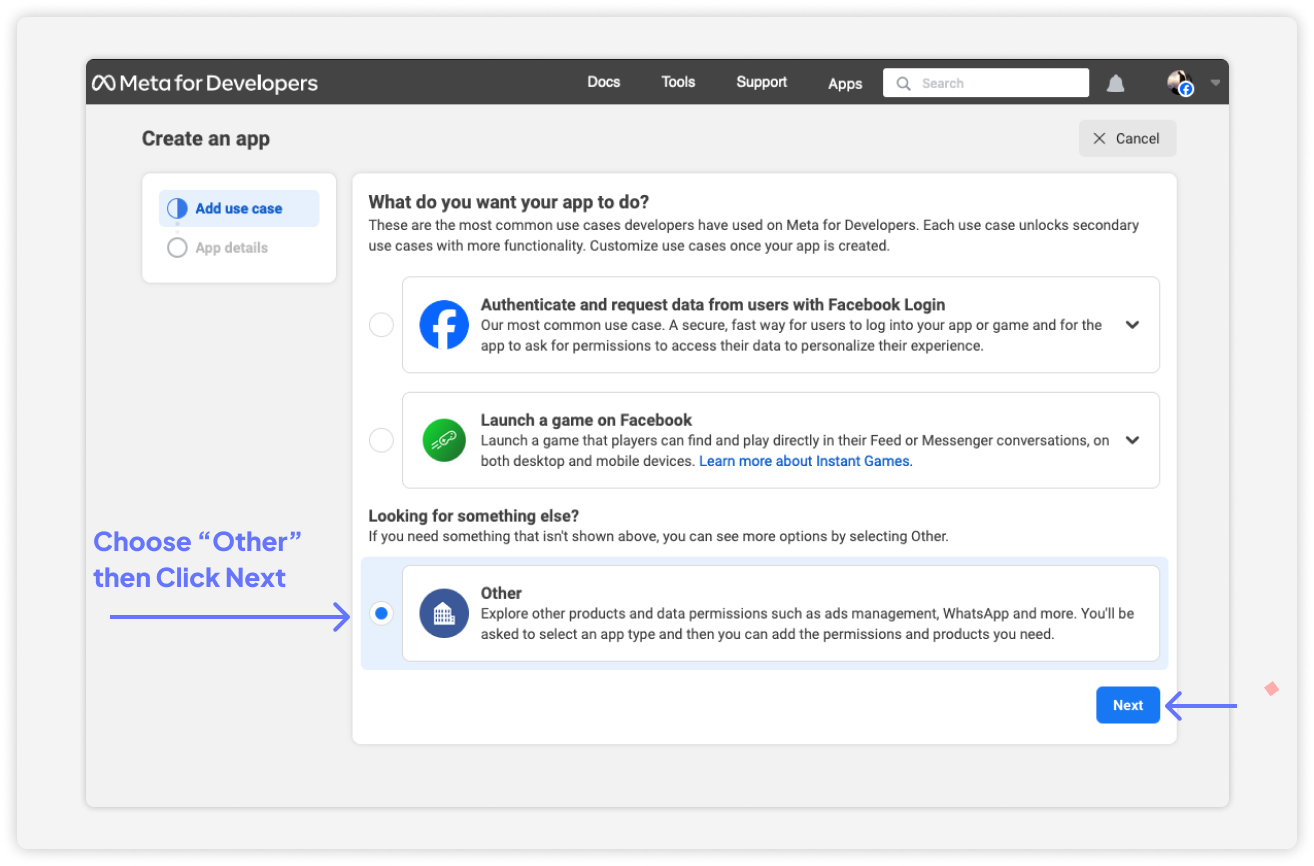 Meta for Developers
Docs
Tools
Support
Apps
Search
Create an app
Cancel
Add use case
App details
What do you want your app to do?
These are the most common use cases developers have used on Meta for Developers. Each use case unlocks secondary
use cases with more functionality. Customize use cases once your app is created.
Authenticate and request data from users with Facebook Login
Our most common use case. A secure, fast way for users to log into your app or game and for the
app to ask for permissions to access their data to personalize their experience.
Launch a game on Facebook
Launch a game that players can find and play directly in their Feed or Messenger conversations, on
both desktop and mobile devices. Learn more about Instant Games.
Looking for something else?
If you need something that isn't shown above, you can see more options by selecting Other.
Choose “Other”
then Click Next
Other
Explore other products and data permissions such as ads management, WhatsApp and more. You'll be
asked to select an app type and then you can add the permissions and products you need.
Next